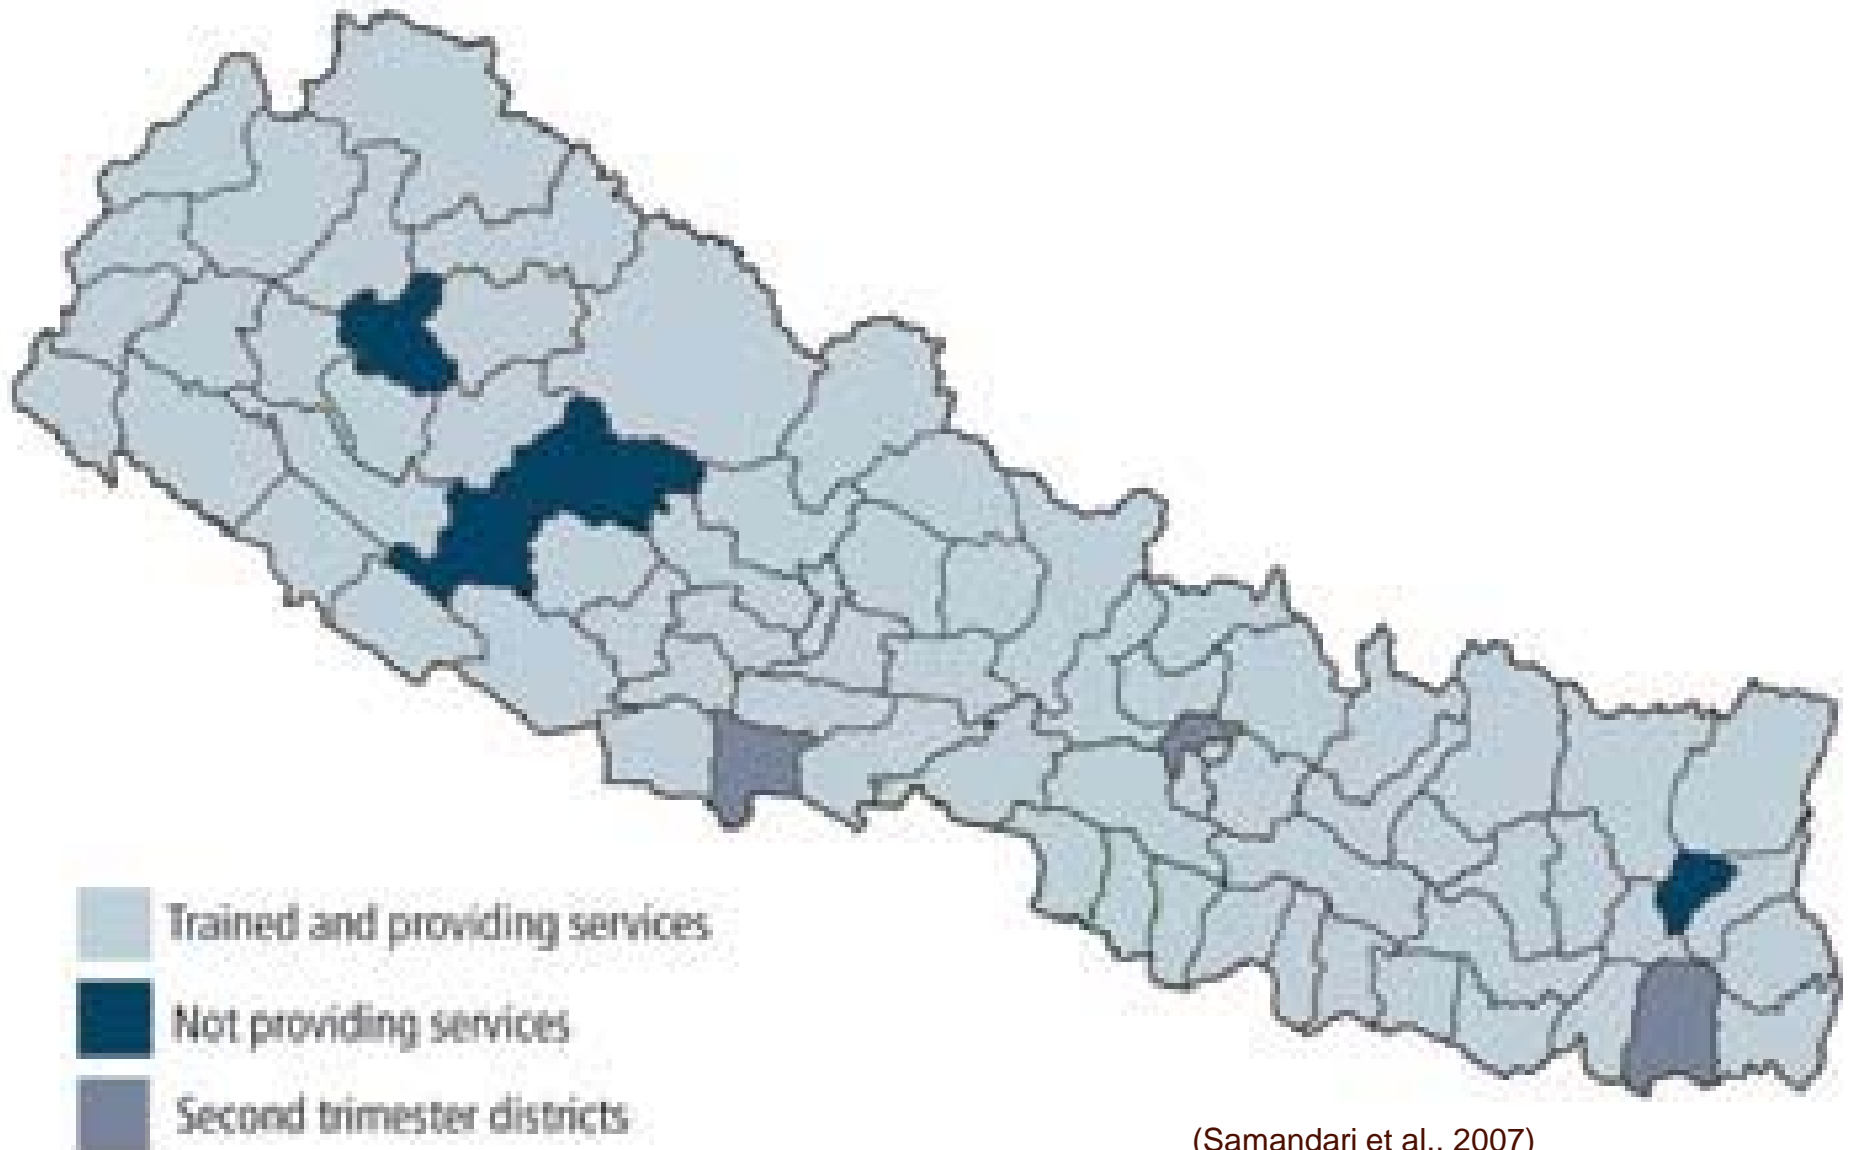 Trained and providing services
Not providing services
Second trimester districts
(Samandari et al., 2007)